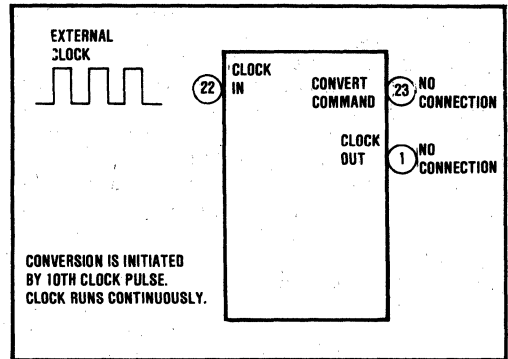 EXTERNAL
CLOCK
22
CLOCK
IN
CONVERT
COMMAND
23
NO
CONNECTION
CLOCK
OUT
1
NO
CONNECTION
CONVERSION IS INITIATED
BY 10TH CLOCK PULSE.
CLOCK RUNS CONTINUOUSLY.